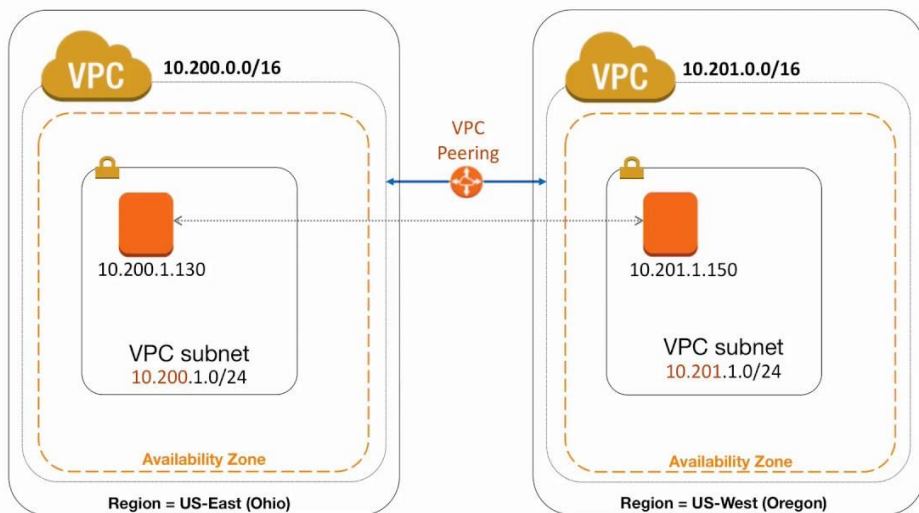 VPC
10.200.0.0/16
10.200.1.130
VPC subnet
10.200.1.0/24
Availability Zone
Region = US-East (Ohio)
VPC
Peering
VPC
10.201.0.0/16
10.201.1.150
VPC subnet
10.201.1.0/24
Availability Zone
Region = US-West (Oregon)